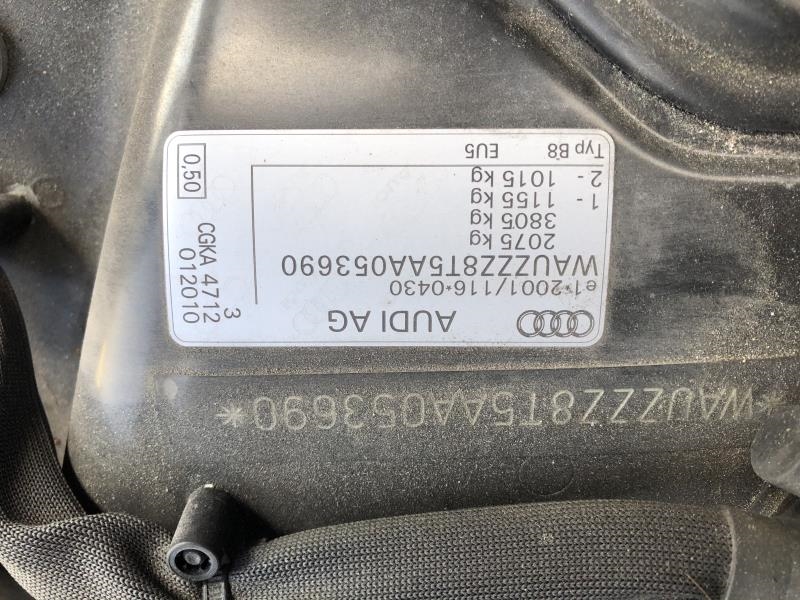 AUDI AG
e1*2001/116*0430
WAUZZZ8T5AA053690
2075 kg
3805 kg
1 - 1155 kg
2 - 1015 kg
Typ B8 EU5
3
CGKA 4712
012010
0,50
*WAUZZZ8T5AA053690*